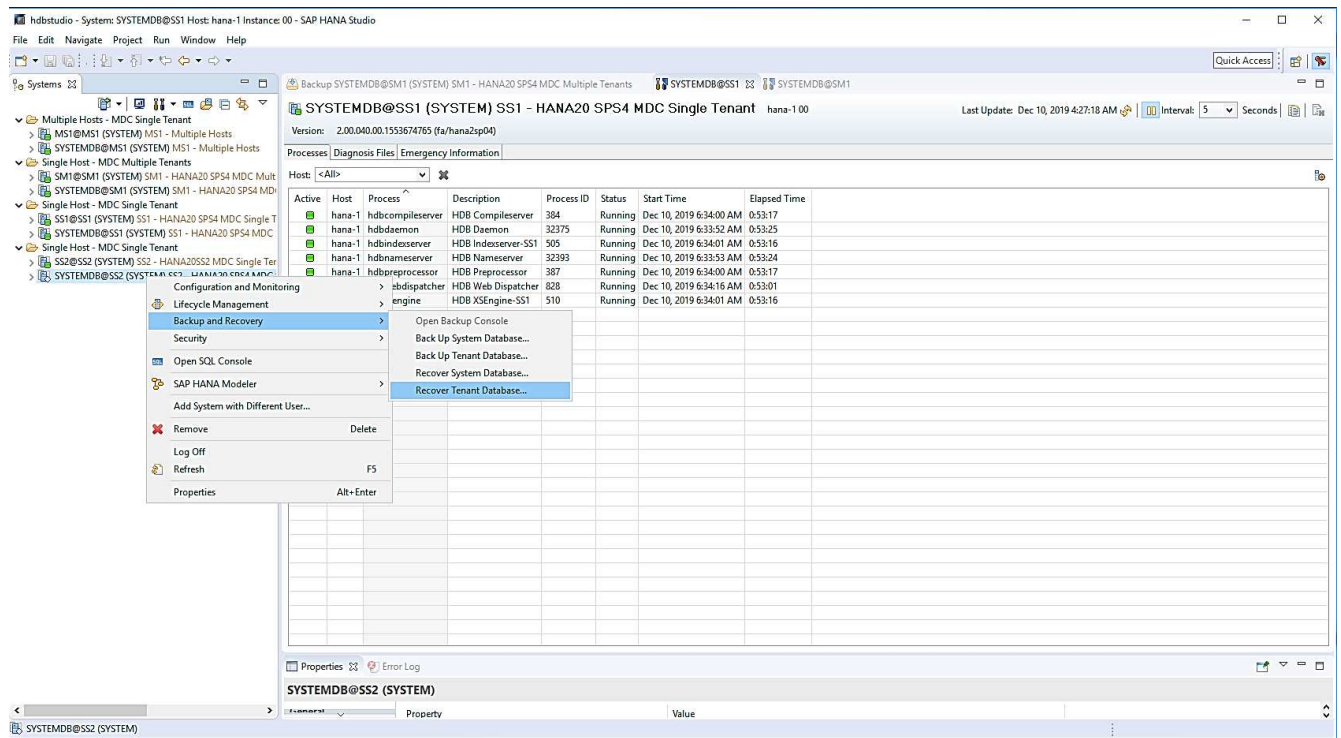 hdbstudio - System: SYSTEMDB@SS1 Host: hana-1 Instance: 00 - SAP HANA Studio
File Edit Navigate Project Run Window Help
Quick Access
Systems
Backup SYSTEMDB@SM1 (SYSTEM) SM1 - HANA20 SPS4 MDC Multiple Tenants SYSTEMDB@SS1 SYSTEMDB@SM1
SYSTEMDB@SS1 (SYSTEM) SS1 - HANA20 SPS4 MDC Single Tenant hana-1 00
Last Update: Dec 10, 2019 4:27:18 AM Interval: 5 Seconds
Version: 2.00.040.00.1553674765 (fa/hana2sp04)
Processes Diagnosis Files Emergency Information
Host: <All>
Multiple Hosts - MDC Multiple Tenants
MS1@MS1 (SYSTEM) MS1 - Multiple Hosts
SYSTEMDB@MS1 (SYSTEM) MS1 - Multiple Hosts
Single Host - MDC Multiple Tenants
SM1@SM1 (SYSTEM) SM1 - HANA20 SPS4 MDC Mult
SYSTEMDB@SM1 (SYSTEM) SM1 - HANA20 SPS4 MD
Single Host - MDC Single Tenant
SS1@SS1 (SYSTEM) SS1 - HANA20 SPS4 MDC Single T
SYSTEMDB@SS1 (SYSTEM) SS1 - HANA20 SPS4 MDC
Single Host - MDC Single Tenant
SS2@SS2 (SYSTEM) SS2 - HANA20SS2 MDC Single Ter
SYSTEMDB@SS2 (SYSTEM) SS2 - HANA20 SPS4 MDC
Active Host Process Description Process ID Status Start Time Elapsed Time
hana-1 hdbcompileserver HDB Compileserver 384 Running Dec 10, 2019 6:34:00 AM 0:53:17
hana-1 hdbdaemon HDB Daemon 32375 Running Dec 10, 2019 6:33:52 AM 0:53:25
hana-1 hdbindexserver HDB Indexserver-SS1 505 Running Dec 10, 2019 6:34:01 AM 0:53:16
hana-1 hdbnameserver HDB Nameserver 32393 Running Dec 10, 2019 6:33:53 AM 0:53:24
hana-1 hdbpreprocessor HDB Preprocessor 387 Running Dec 10, 2019 6:34:00 AM 0:53:17
ebdispatcher HDB Web Dispatcher 828 Running Dec 10, 2019 6:34:16 AM 0:53:01
engine HDB XSEngine-SS1 510 Running Dec 10, 2019 6:34:01 AM 0:53:16
Configuration and Monitoring
Lifecycle Management
Backup and Recovery
Security
Open SQL Console
SAP HANA Modeler
Add System with Different User...
Remove Delete
Log Off
Refresh F5
Properties Alt+Enter
Open Backup Console
Back Up System Database...
Back Up Tenant Database...
Recover System Database...
Recover Tenant Database...
Properties Error Log
SYSTEMDB@SS2 (SYSTEM)
General Property Value
SYSTEMDB@SS2 (SYSTEM)